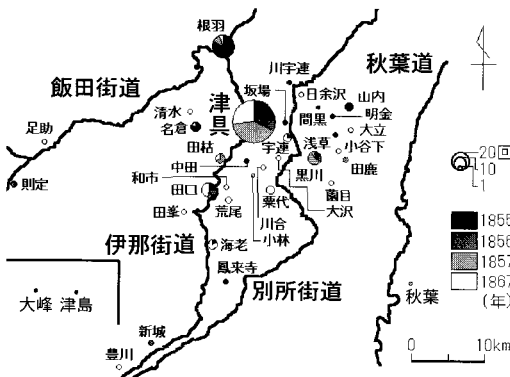 根羽
飯田街道
川宇連
秋葉道
坂場
日余沢
山内
津具
清水
間黒
明金
足助
名倉
大立
宇連
浅草
小谷下
田枯
中田
黒川
田鹿
則定
和市
田口
薗目
粟代
大沢
田峯
荒尾
川合
小林
伊那街道
海老
鳳来寺
別所街道
大峰
津島
秋葉
新城
豊川
20回
10
1
1855
1856
1857
1867
(年)
0
10km